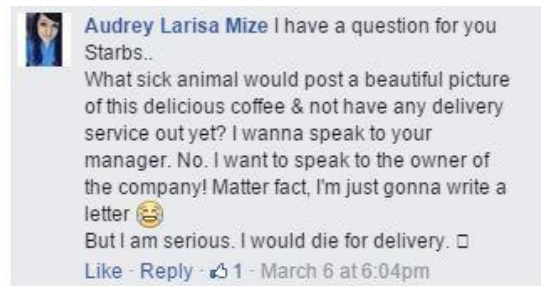 Audrey Larisa Mize I have a question for you
Starbs..
What sick animal would post a beautiful picture
of this delicious coffee & not have any delivery
service out yet? I wanna speak to your
manager. No. I want to speak to the owner of
the company! Matter fact, I'm just gonna write a
letter 😂
But I am serious. I would die for delivery. □
Like · Reply · 👍 1 · March 6 at 6:04pm